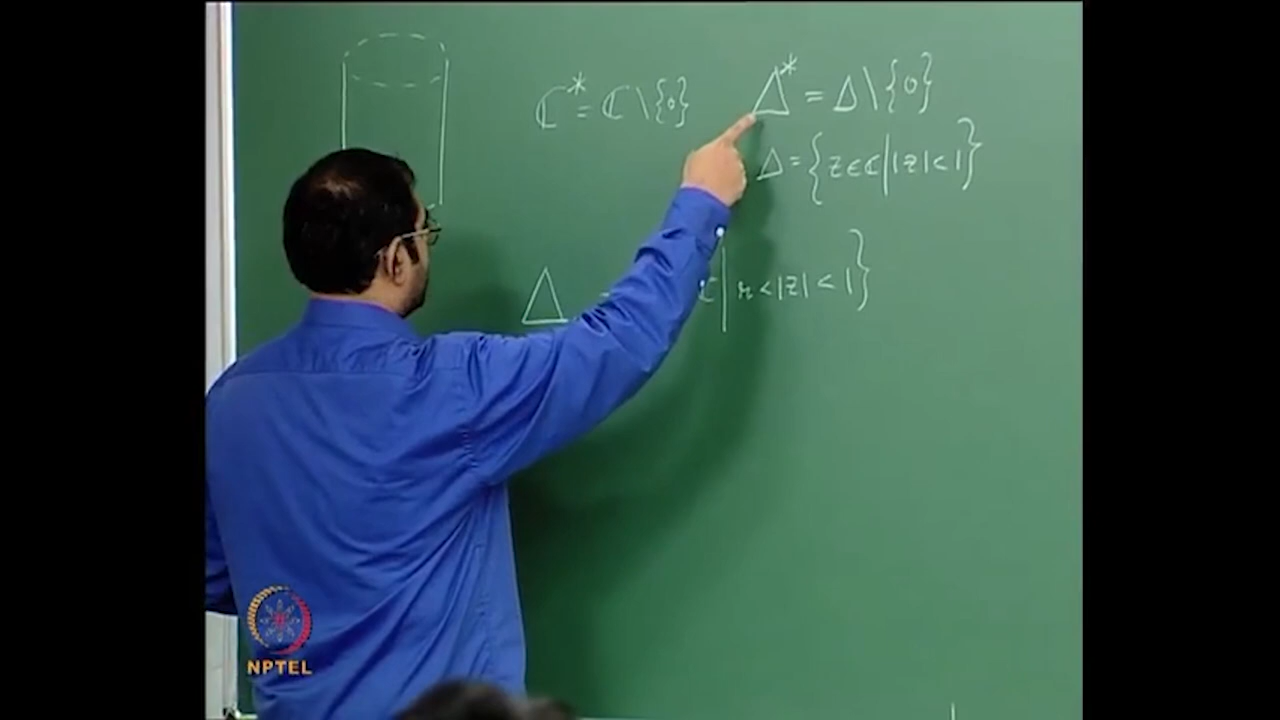 ℂ* = ℂ \ {0}
Δ* = Δ \ {0}
Δ = {z ∈ ℂ | |z| < 1}
Δ ℂ | r < |z| < 1}
NPTEL